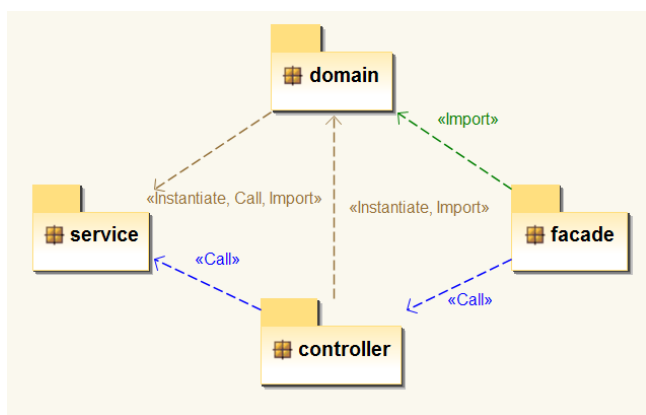 domain
«Import»
«Instantiate, Call, Import»
«Instantiate, Import»
service
facade
«Call»
«Call»
controller